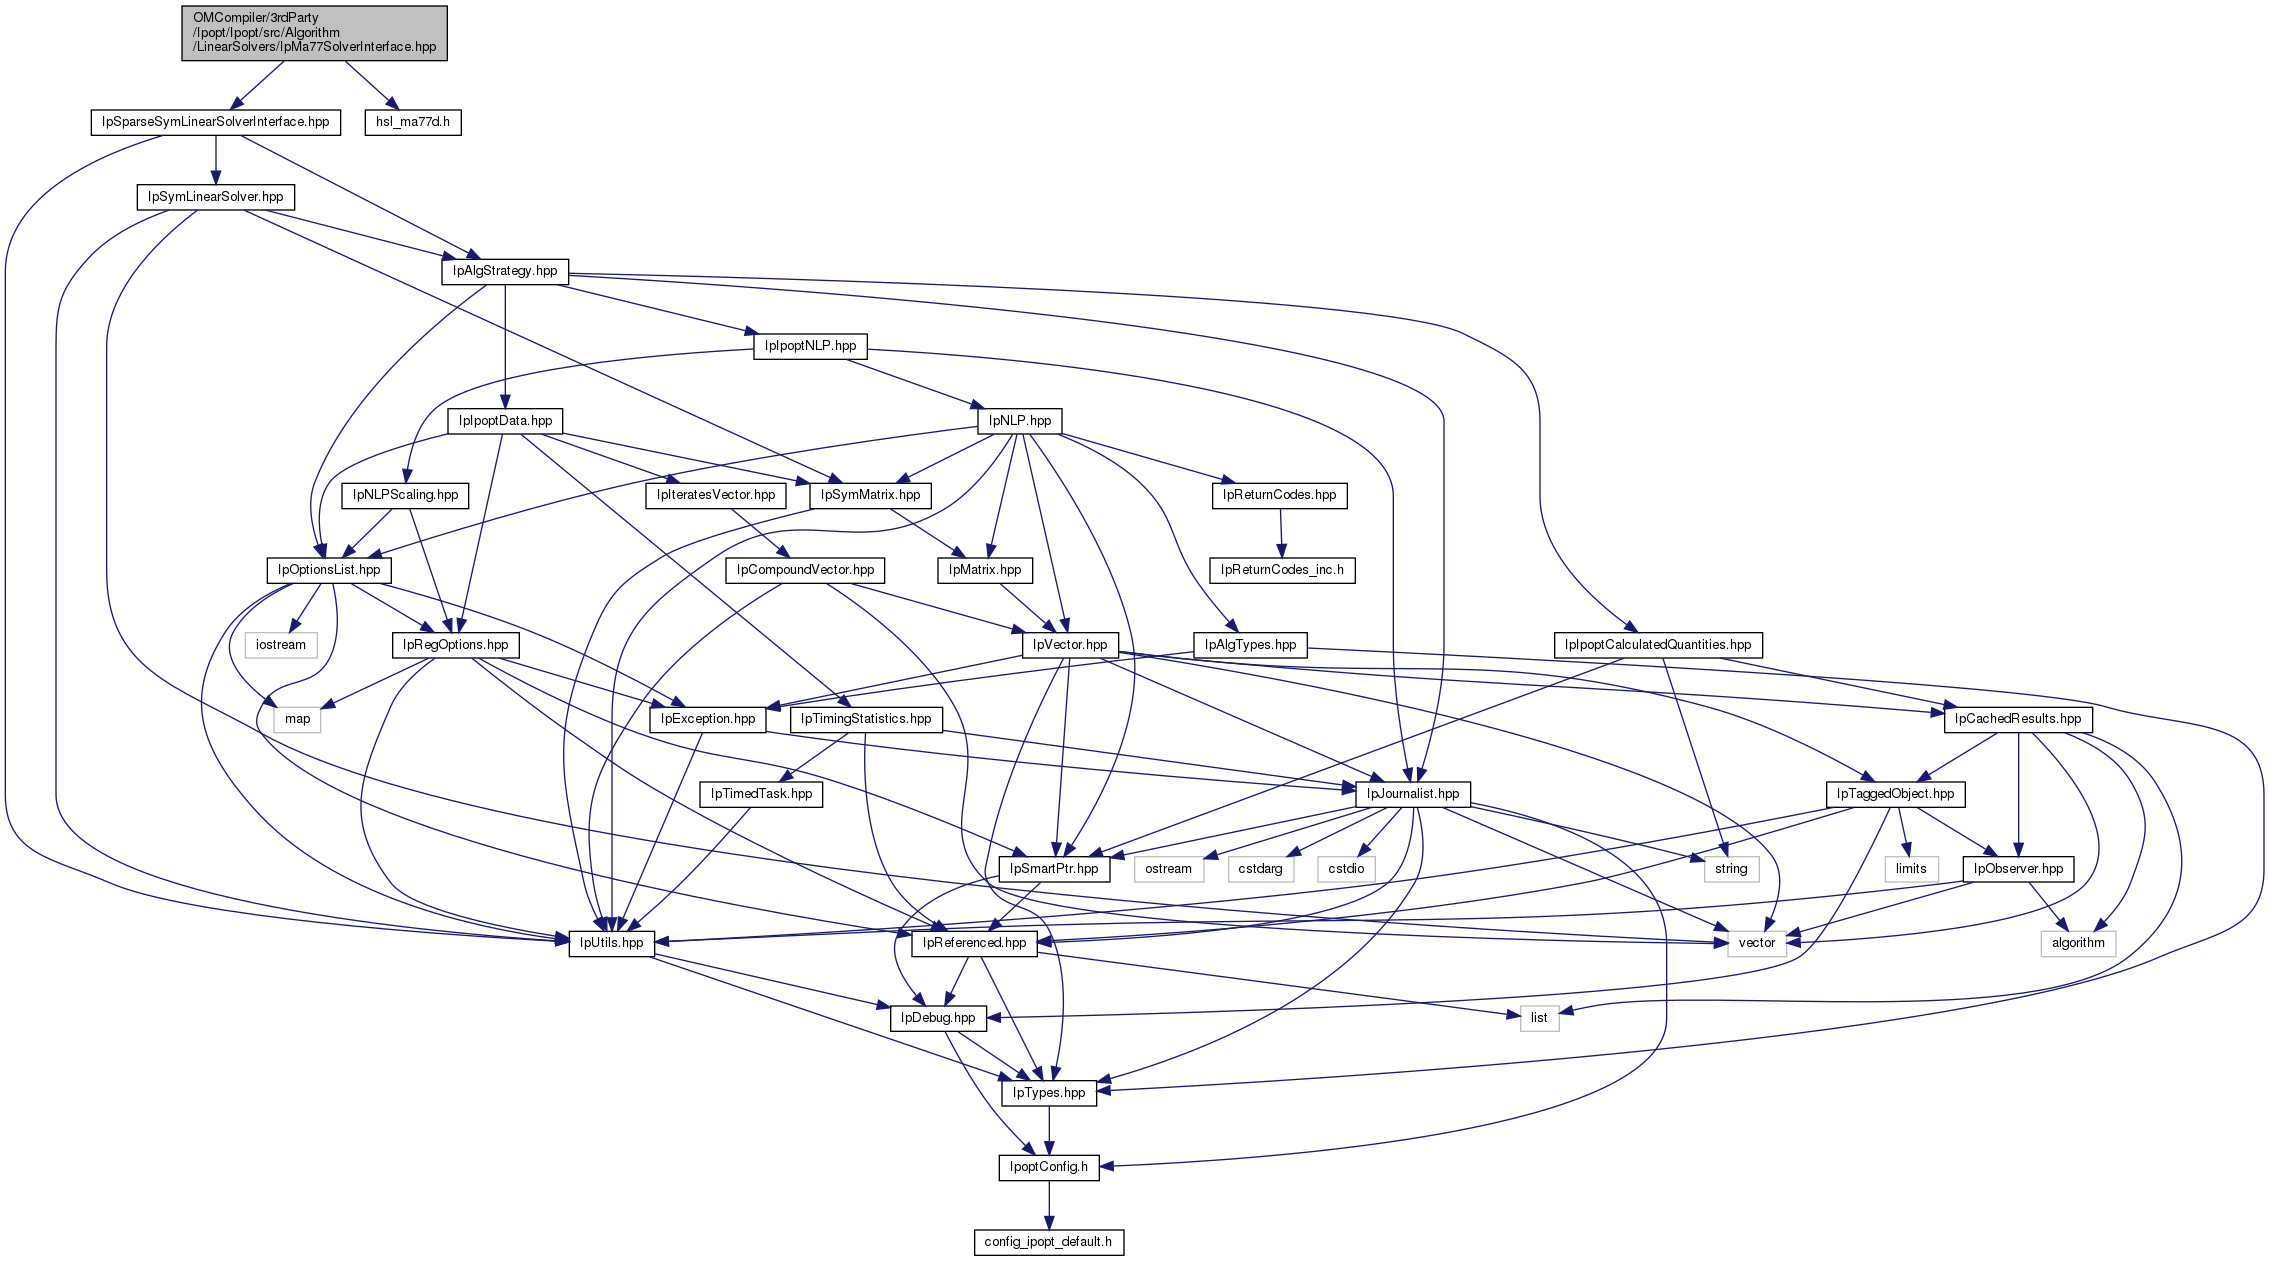 OMCompiler/3rdParty
/Ipopt/Ipopt/src/Algorithm
/LinearSolvers/IpMa77SolverInterface.hpp
IpSparseSymLinearSolverInterface.hpp
hsl_ma77d.h
IpSymLinearSolver.hpp
IpAlgStrategy.hpp
IpIpoptNLP.hpp
IpIpoptData.hpp
IpNLP.hpp
IpNLPScaling.hpp
IpIteratesVector.hpp
IpSymMatrix.hpp
IpReturnCodes.hpp
IpOptionsList.hpp
IpCompoundVector.hpp
IpMatrix.hpp
IpReturnCodes_inc.h
iostream
IpRegOptions.hpp
IpVector.hpp
IpAlgTypes.hpp
IpIpoptCalculatedQuantities.hpp
map
IpException.hpp
IpTimingStatistics.hpp
IpCachedResults.hpp
IpTimedTask.hpp
IpJournalist.hpp
IpTaggedObject.hpp
IpSmartPtr.hpp
ostream
cstdarg
cstdio
string
limits
IpObserver.hpp
IpUtils.hpp
IpReferenced.hpp
vector
algorithm
IpDebug.hpp
list
IpTypes.hpp
IpoptConfig.h
config_ipopt_default.h